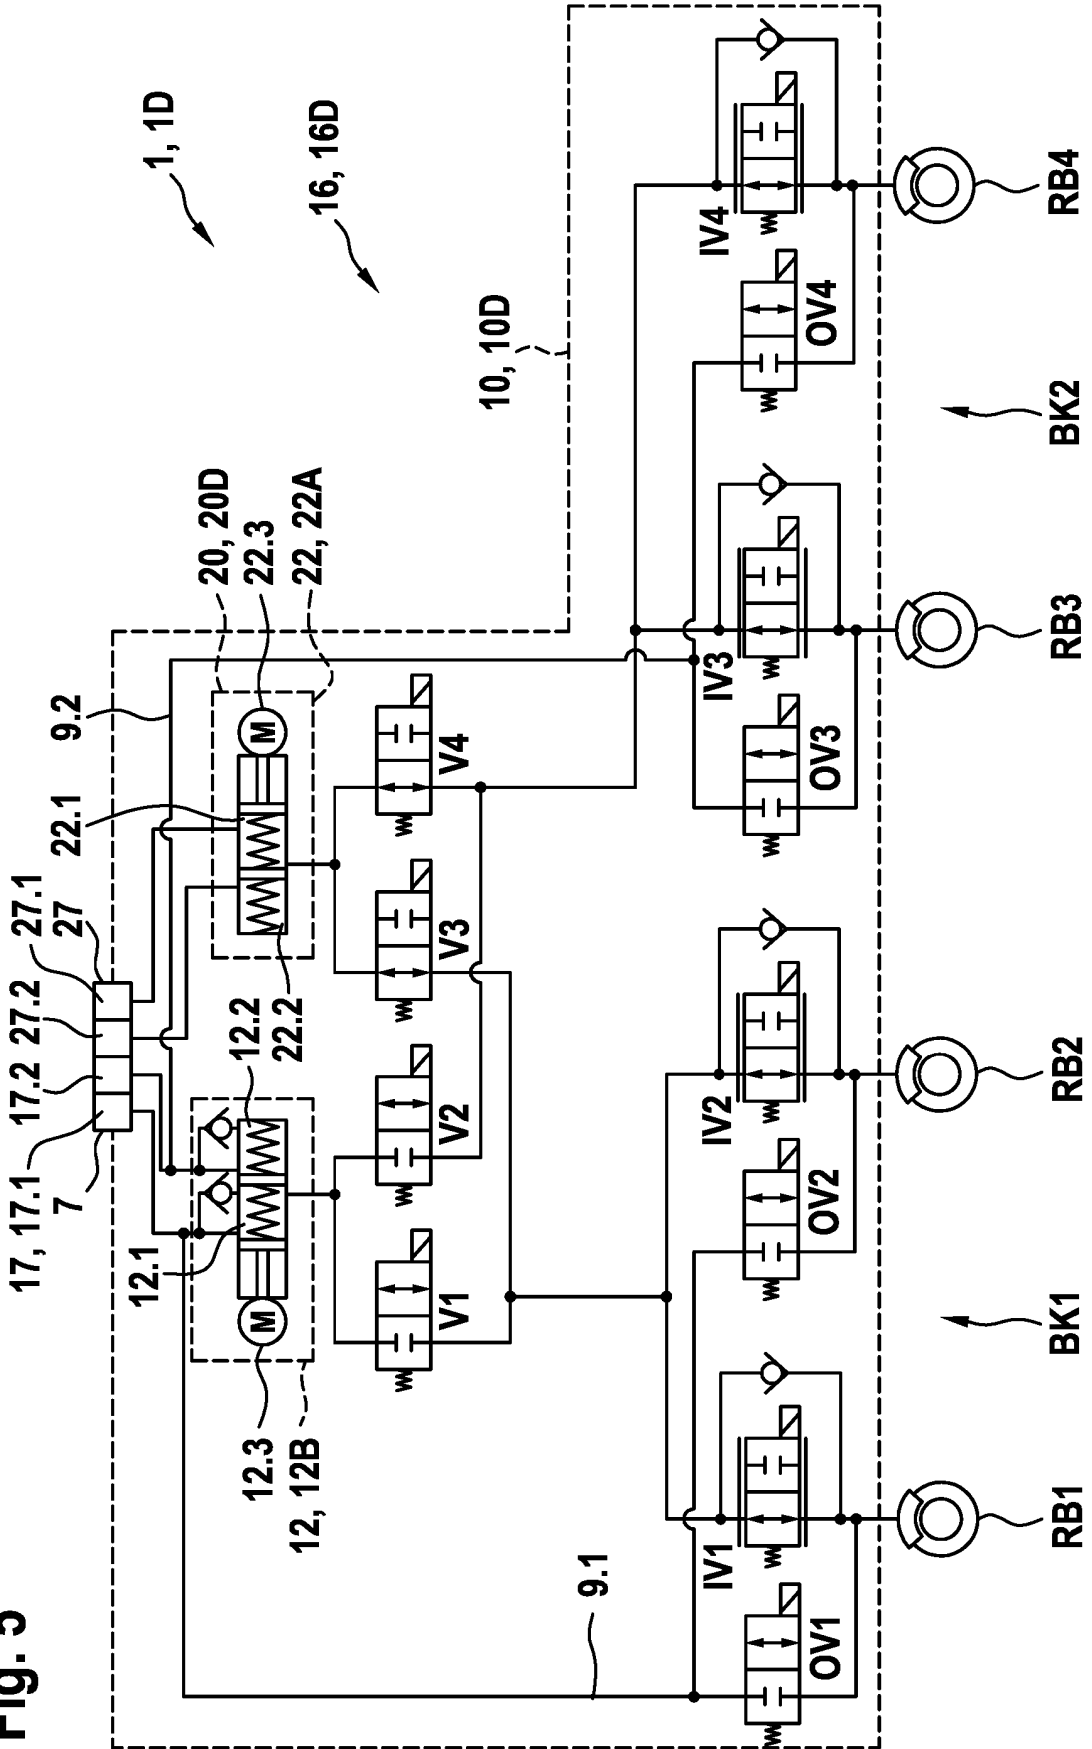 Fig. 5
1, 1D
16, 16D
10, 10D
20, 20D
22.3
22, 22A
9.2
22.1
27
27.1
27.2
17.2
17, 17.1
7
12.2
22.2
12.1
12.3
12, 12B
M
M
V1
V2
V3
V4
9.1
IV1
OV1
IV2
OV2
IV3
OV3
IV4
OV4
RB1
BK1
RB2
RB3
BK2
RB4